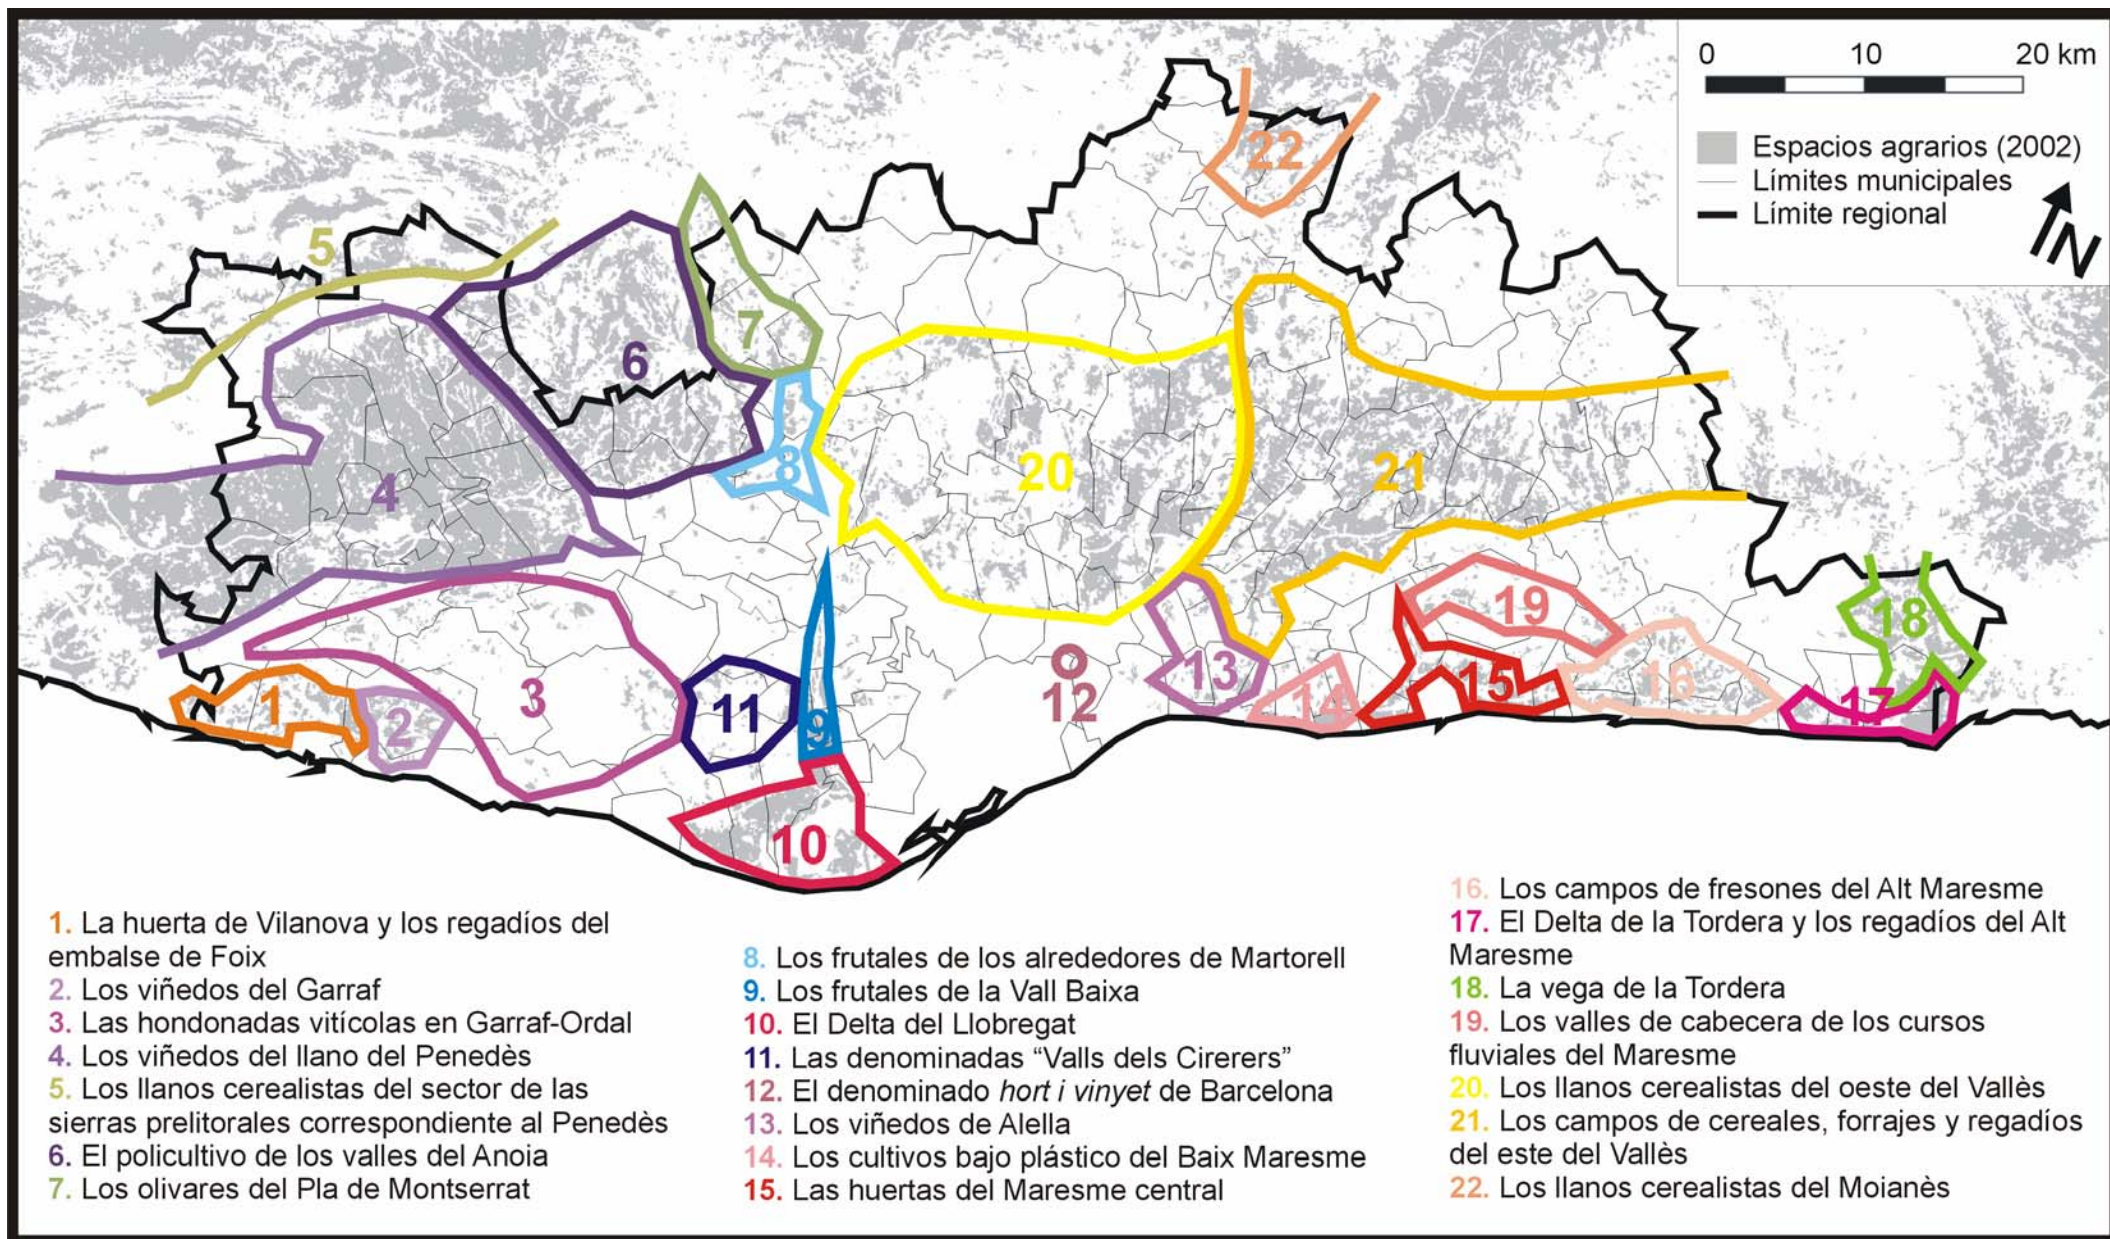 0 10 20 km
Espacios agrarios (2002)
Límites municipales
Límite regional
N
22
5
7
6
8
20
21
4
19
18
13
16
15
14
17
12
1
2
3
11
9
10
1. La huerta de Vilanova y los regadíos del
embalse de Foix
2. Los viñedos del Garraf
3. Las hondonadas vitícolas en Garraf-Ordal
4. Los viñedos del llano del Penedès
5. Los llanos cerealistas del sector de las
sierras prelitorales correspondiente al Penedès
6. El policultivo de los valles del Anoia
7. Los olivares del Pla de Montserrat
8. Los frutales de los alrededores de Martorell
9. Los frutales de la Vall Baixa
10. El Delta del Llobregat
11. Las denominadas “Valls dels Cirerers”
12. El denominado hort i vinyet de Barcelona
13. Los viñedos de Alella
14. Los cultivos bajo plástico del Baix Maresme
15. Las huertas del Maresme central
16. Los campos de fresones del Alt Maresme
17. El Delta de la Tordera y los regadíos del Alt
Maresme
18. La vega de la Tordera
19. Los valles de cabecera de los cursos
fluviales del Maresme
20. Los llanos cerealistas del oeste del Vallès
21. Los campos de cereales, forrajes y regadíos
del este del Vallès
22. Los llanos cerealistas del Moianès